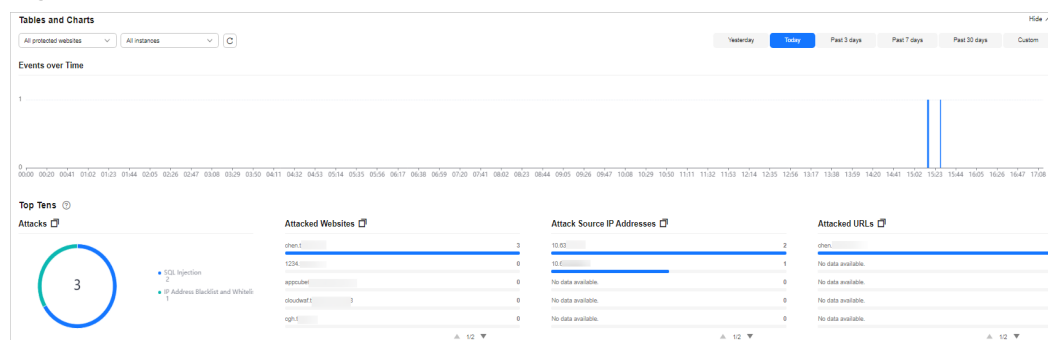 Tables and Charts Hide
All protected websites All instances Yesterday Today Past 3 days Past 7 days Past 30 days Custom
Events over Time
1
0
00:00 00:20 00:41 01:02 01:23 01:44 02:05 02:26 02:47 03:08 03:29 03:50 04:11 04:32 04:53 05:14 05:35 05:56 06:17 06:38 06:59 07:20 07:41 08:02 08:23 08:44 09:05 09:26 09:47 10:08 10:29 10:50 11:11 11:32 11:53 12:14 12:35 12:56 13:17 13:38 13:59 14:20 14:41 15:02 15:23 15:44 16:05 16:26 16:47 17:08
Top Tens
Attacks Attacked Websites Attack Source IP Addresses Attacked URLs
3
SQL Injection
2
IP Address Blacklist and Whiteli
1
chen. 3
1234. 0
appcube 0
cloudwaf. 3 0
ogh. 0
1/2
10.63 2
10. 1
No data available. 0
No data available. 0
No data available. 0
1/2
chen.
No data available.
No data available.
No data available.
No data available.
1/2